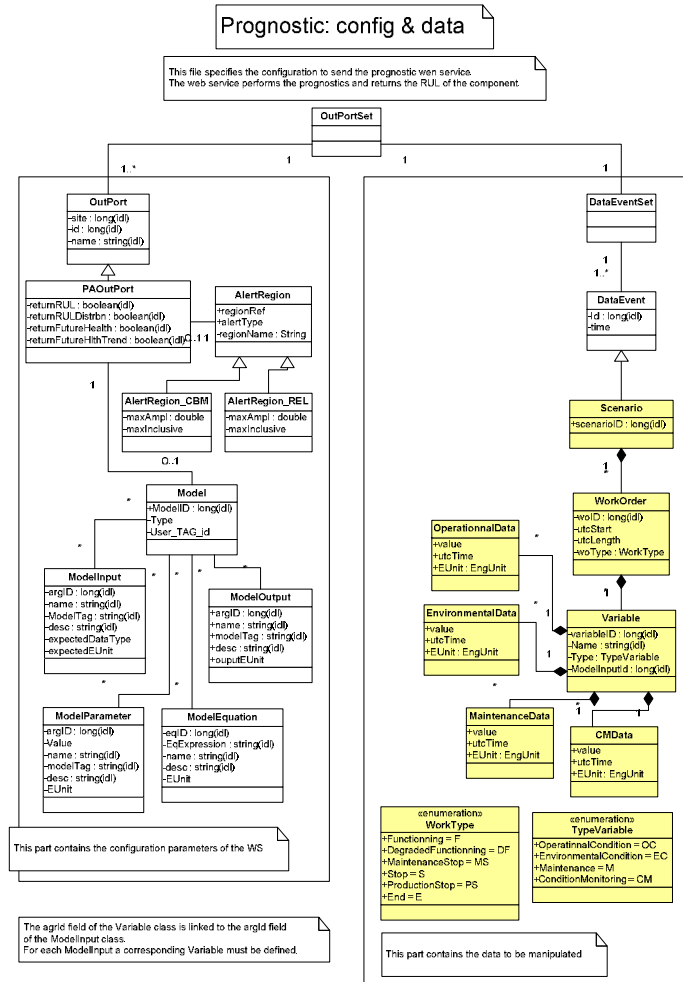 Prognostic: config & data
This file specifies the configuration to send the prognostic wen service.
The web service performs the prognostics and returns the RUL of the component.
OutPortSet
1
1
1..*
1
OutPort
-site : long(idl)
-id : long(idl)
-name : string(idl)
PAOutPort
-returnRUL : boolean(idl)
-returnRULDistrbn : boolean(idl)
-returnFutureHealth : boolean(idl)
-returnFutureHlthTrend : boolean(idl)
0..1
1
AlertRegion
+regionRef
+alertType
-regionName : String
AlertRegion_CBM
-maxAmpl : double
-maxInclusive
AlertRegion_REL
-maxAmpl : double
-maxInclusive
1
0..1
Model
+ModelID : long(idl)
-Type
-User_TAG_id
*
*
*
*
*
*
*
*
ModelInput
-argID : long(idl)
-name : string(idl)
-ModelTag : string(idl)
-desc : string(idl)
-expectedDataType
-expectedEUnit
ModelOutput
+argID : long(idl)
+name : string(idl)
+modelTag : string(idl)
+desc : string(idl)
+ouputEUnit
ModelParameter
-argID : long(idl)
-Value
-name : string(idl)
-modelTag : string(idl)
-desc : string(idl)
-EUnit
ModelEquation
-eqID : long(idl)
-EqExpression : string(idl)
-name : string(idl)
-desc : string(idl)
-EUnit
This part contains the configuration parameters of the WS
The agrId field of the Variable class is linked to the argId field
of the ModelInput class.
For each ModelInput a corresponding Variable must be defined.
DataEventSet
1
1..*
DataEvent
-Id : long(idl)
-time
Scenario
+scenarioID : long(idl)
1
*
WorkOrder
-woID : long(idl)
-utcStart
-utcLength
-woType : WorkType
1
*
OperationnalData
+value
+utcTime
+EUnit : EngUnit
*
1
EnvironmentalData
+value
+utcTime
+EUnit : EngUnit
*
1
Variable
-variableID : long(idl)
-Name : string(idl)
-Type : TypeVariable
-ModelInputId : long(idl)
*
1
*
1
MaintenanceData
+value
+utcTime
+EUnit : EngUnit
CMData
+value
+utcTime
+EUnit : EngUnit
«enumeration»
WorkType
+Functionning = F
+DegradedFunctionning = DF
+MaintenanceStop = MS
+Stop = S
+ProductionStop = PS
+End = E
«enumeration»
TypeVariable
+OperatinnalCondition = OC
+EnvironmentalCondition = EC
+Maintenance = M
+ConditionMonitoring = CM
This part contains the data to be manipulated